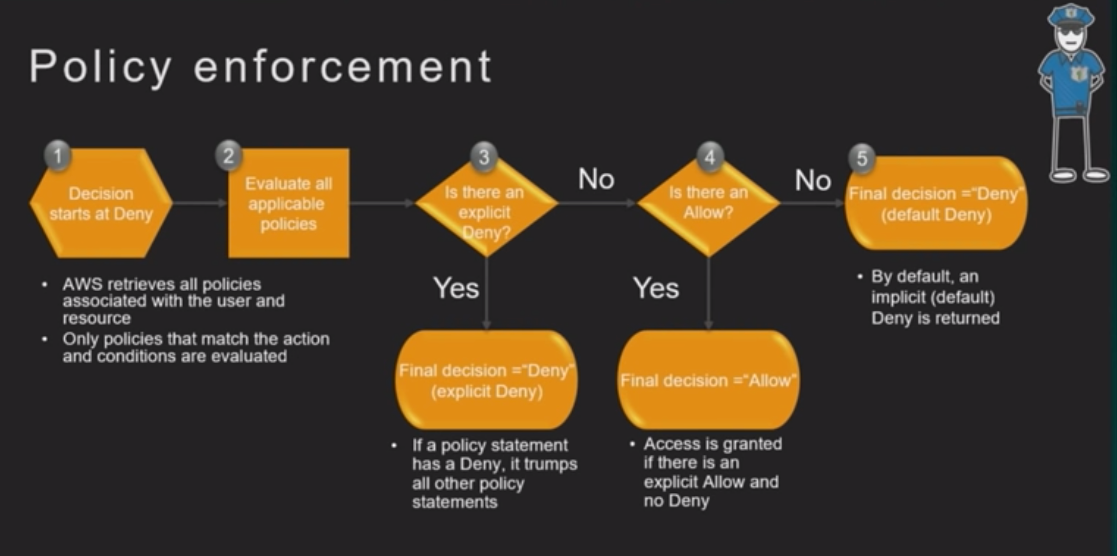 Policy enforcement
1
Decision
starts at Deny
2
Evaluate all
applicable
policies
3
Is there an
explicit
Deny?
No
4
Is there an
Allow?
No
5
Final decision ="Deny"
(default Deny)
• AWS retrieves all policies
associated with the user and
resource
• Only policies that match the action
and conditions are evaluated
Yes
Yes
• By default, an
implicit (default)
Deny is returned
Final decision ="Deny"
(explicit Deny)
Final decision ="Allow"
• If a policy statement
has a Deny, it trumps
all other policy
statements
• Access is granted
if there is an
explicit Allow and
no Deny